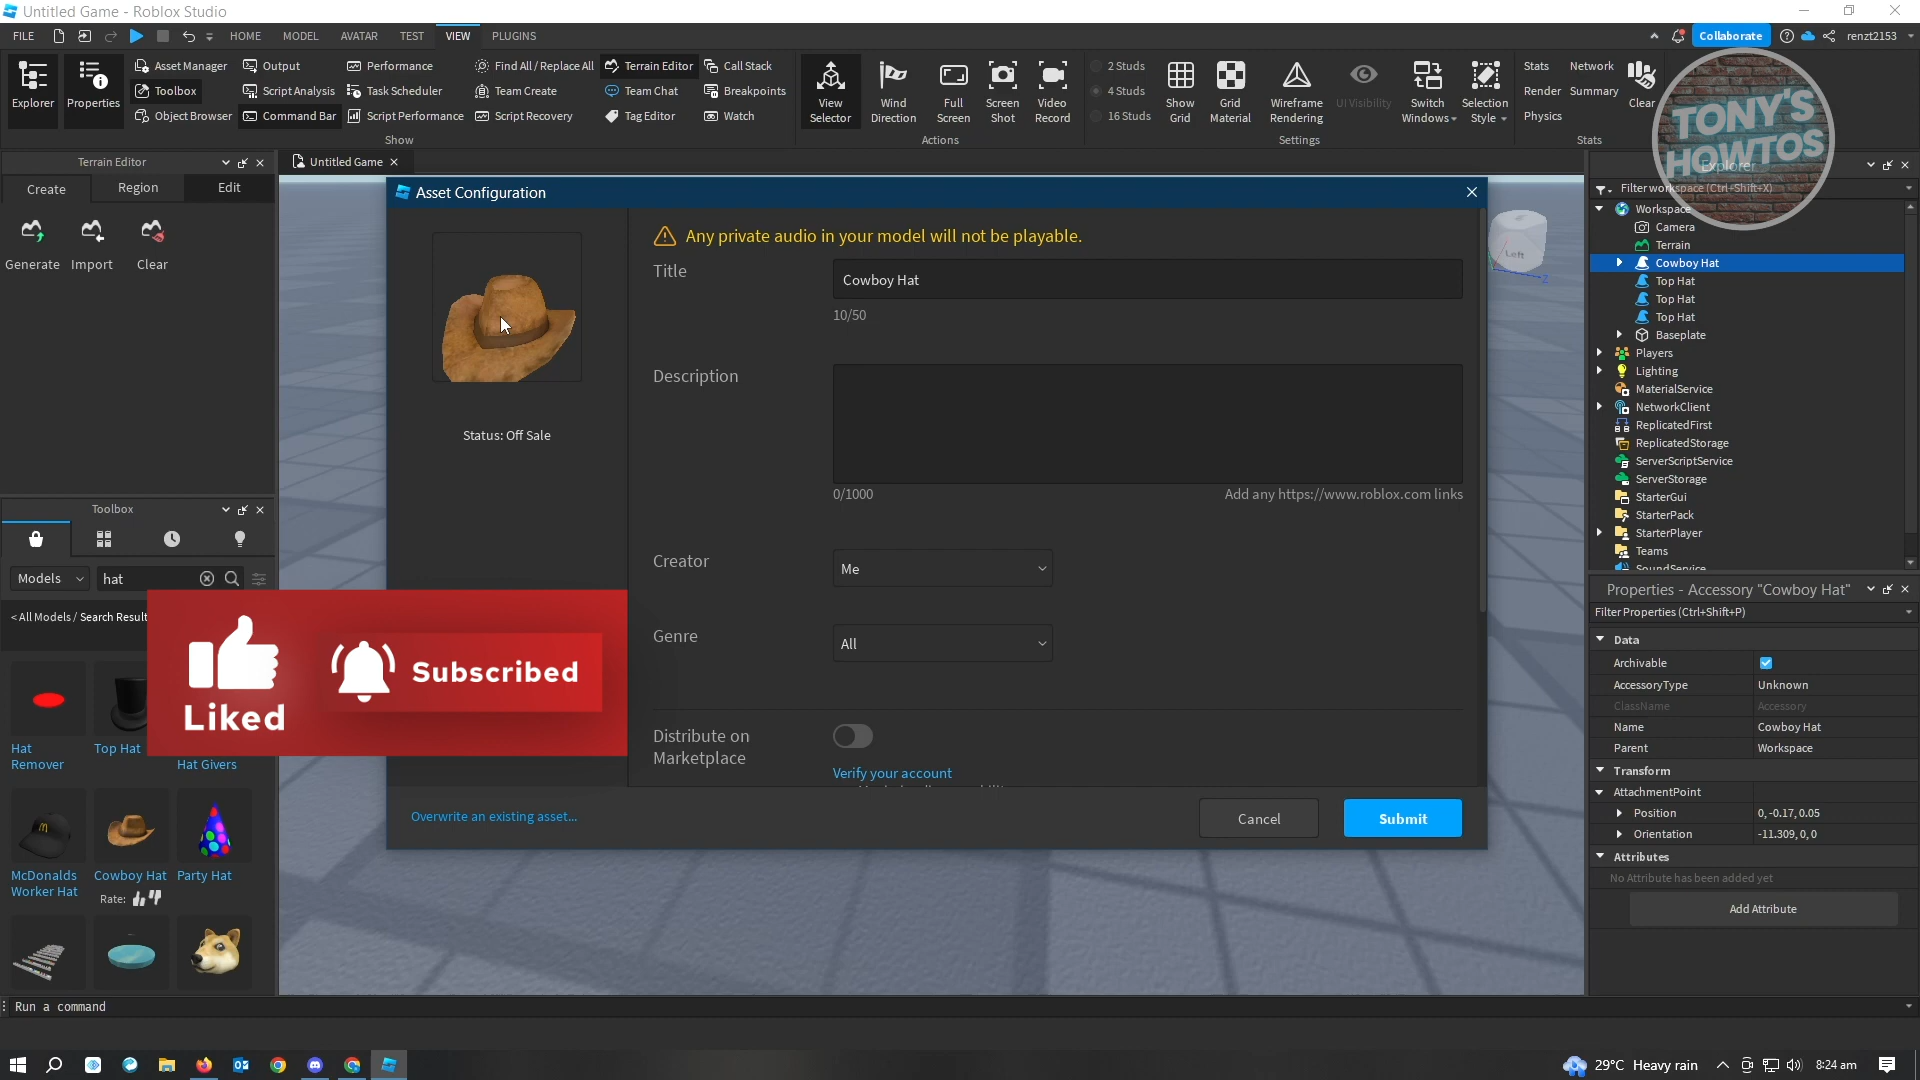 Untitled Game - Roblox Studio
FILE HOME MODEL AVATAR TEST VIEW PLUGINS Collaborate renzt2153
Explorer Properties Asset Manager Toolbox Object Browser
Output Script Analysis Command Bar
Performance Task Scheduler Script Performance
Find All / Replace All Team Create Script Recovery
Terrain Editor Team Chat Tag Editor
Call Stack Breakpoints Watch
Show
View Selector Wind Direction Full Screen Screen Shot Video Record
Actions
2 Studs
4 Studs
16 Studs
Show Grid Grid Material Wireframe Rendering UI Visibility Switch Windows Selection Style
Settings
Stats Network
Render Summary Clear
Physics
Stats
TONY'S
HOWTOS
Terrain Editor
Create Region Edit
Generate Import Clear
Untitled Game
Asset Configuration
Any private audio in your model will not be playable.
Title
Cowboy Hat
10/50
Description
0/1000 Add any https://www.roblox.com links
Status: Off Sale
Creator
Me
Genre
All
Distribute on
Marketplace
Verify your account
Overwrite an existing asset...
Cancel Submit
Left
Z
Toolbox
Models hat
< All Models / Search Result
Hat Remover
Top Hat
Hat Givers
McDonalds Worker Hat
Cowboy Hat
Rate:
Party Hat
Liked
Subscribed
Explorer
Filter workspace (Ctrl+Shift+X)
Workspace
Camera
Terrain
Cowboy Hat
Top Hat
Top Hat
Top Hat
Baseplate
Players
Lighting
MaterialService
NetworkClient
ReplicatedFirst
ReplicatedStorage
ServerScriptService
ServerStorage
StarterGui
StarterPack
StarterPlayer
Teams
SoundService
Properties - Accessory "Cowboy Hat"
Filter Properties (Ctrl+Shift+P)
Data
Archivable
AccessoryType Unknown
ClassName Accessory
Name Cowboy Hat
Parent Workspace
Transform
AttachmentPoint
Position 0, -0.17, 0.05
Orientation -11.309, 0, 0
Attributes
No Attribute has been added yet
Add Attribute
Run a command
29°C Heavy rain 8:24 am